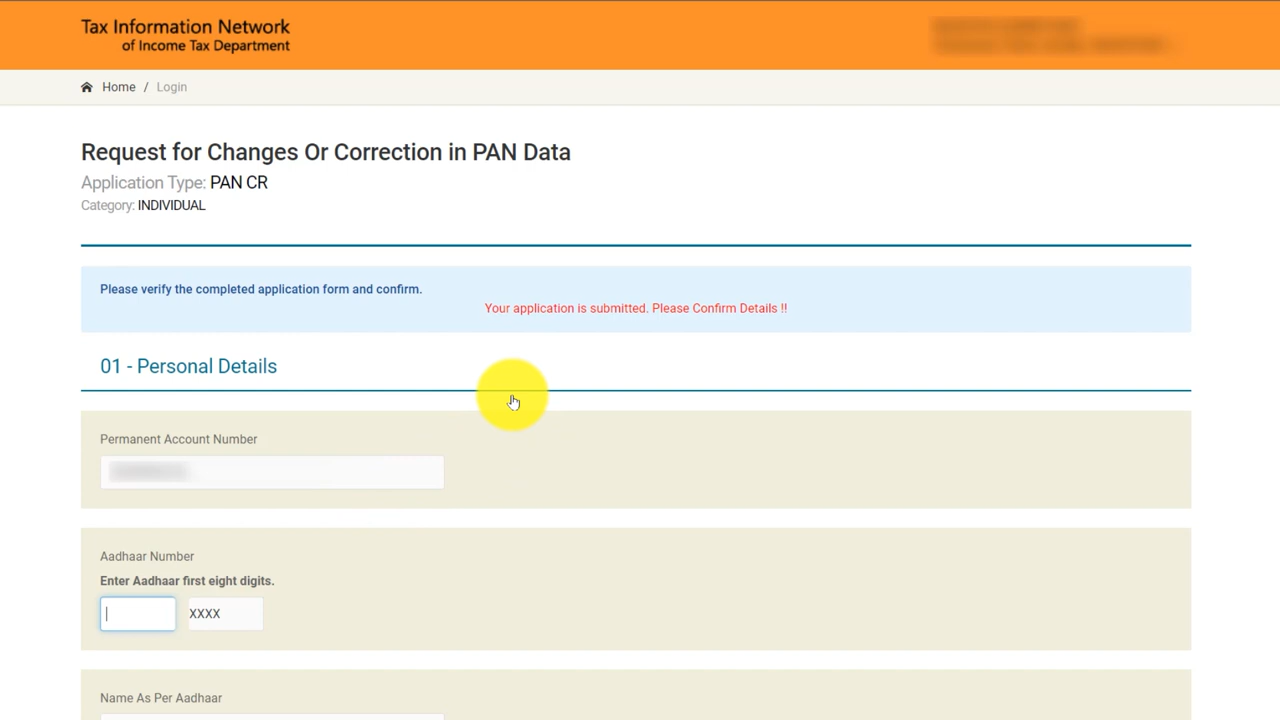 Tax Information Network
of Income Tax Department
Home / Login
Request for Changes Or Correction in PAN Data
Application Type: PAN CR
Category: INDIVIDUAL
Please verify the completed application form and confirm.
Your application is submitted. Please Confirm Details !!
01 - Personal Details
Permanent Account Number
Aadhaar Number
Enter Aadhaar first eight digits.
XXXX
Name As Per Aadhaar